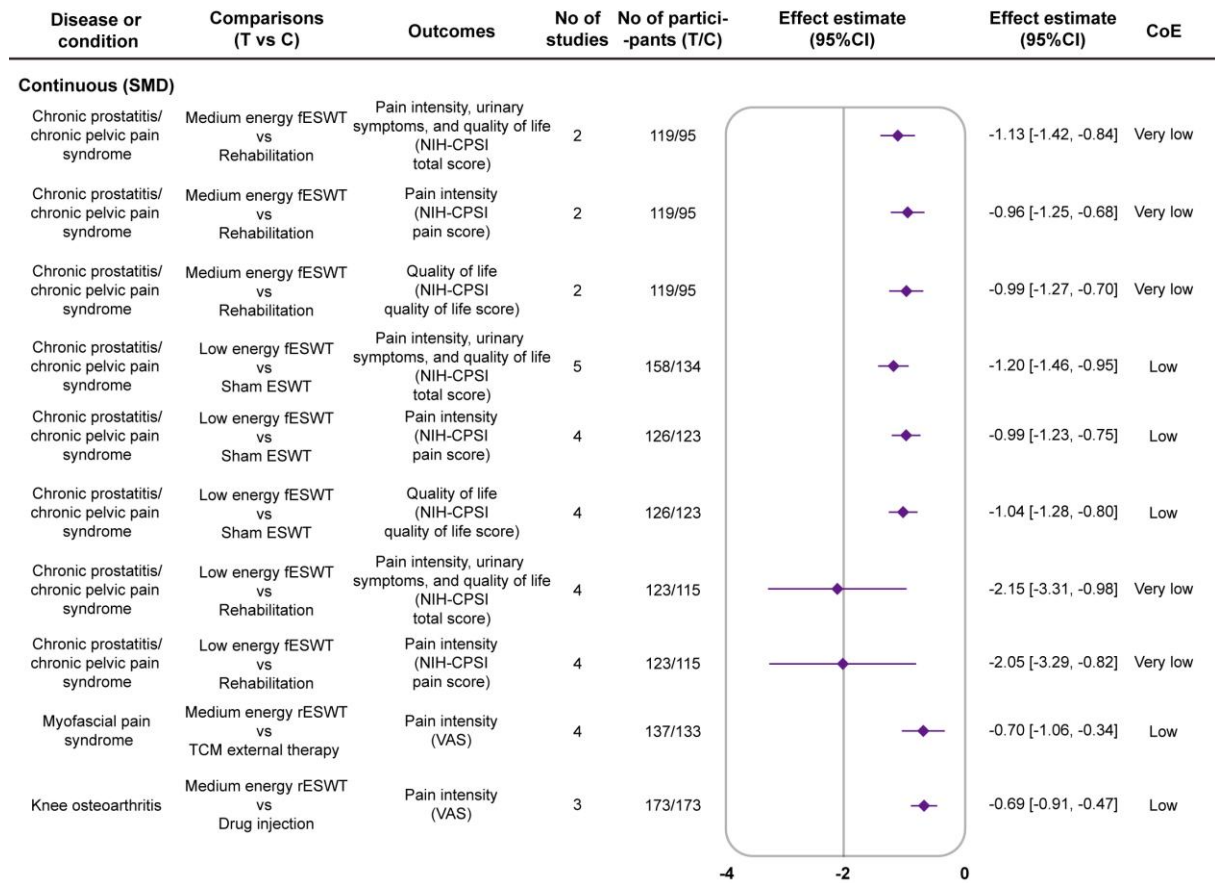 Disease or condition
Comparisons (T vs C)
Outcomes
No of studies
No of partici- -pants (T/C)
Effect estimate (95%CI)
Effect estimate (95%CI)
CoE
Continuous (SMD)
Chronic prostatitis/ chronic pelvic pain syndrome
Medium energy fESWT vs Rehabilitation
Pain intensity, urinary symptoms, and quality of life (NIH-CPSI total score)
2
119/95
-1.13 [-1.42, -0.84]
Very low
Chronic prostatitis/ chronic pelvic pain syndrome
Medium energy fESWT vs Rehabilitation
Pain intensity (NIH-CPSI pain score)
2
119/95
-0.96 [-1.25, -0.68]
Very low
Chronic prostatitis/ chronic pelvic pain syndrome
Medium energy fESWT vs Rehabilitation
Quality of life (NIH-CPSI quality of life score)
2
119/95
-0.99 [-1.27, -0.70]
Very low
Chronic prostatitis/ chronic pelvic pain syndrome
Low energy fESWT vs Sham ESWT
Pain intensity, urinary symptoms, and quality of life (NIH-CPSI total score)
5
158/134
-1.20 [-1.46, -0.95]
Low
Chronic prostatitis/ chronic pelvic pain syndrome
Low energy fESWT vs Sham ESWT
Pain intensity (NIH-CPSI pain score)
4
126/123
-0.99 [-1.23, -0.75]
Low
Chronic prostatitis/ chronic pelvic pain syndrome
Low energy fESWT vs Sham ESWT
Quality of life (NIH-CPSI quality of life score)
4
126/123
-1.04 [-1.28, -0.80]
Low
Chronic prostatitis/ chronic pelvic pain syndrome
Low energy fESWT vs Rehabilitation
Pain intensity, urinary symptoms, and quality of life (NIH-CPSI total score)
4
123/115
-2.15 [-3.31, -0.98]
Very low
Chronic prostatitis/ chronic pelvic pain syndrome
Low energy fESWT vs Rehabilitation
Pain intensity (NIH-CPSI pain score)
4
123/115
-2.05 [-3.29, -0.82]
Very low
Myofascial pain syndrome
Medium energy rESWT vs TCM external therapy
Pain intensity (VAS)
4
137/133
-0.70 [-1.06, -0.34]
Low
Knee osteoarthritis
Medium energy rESWT vs Drug injection
Pain intensity (VAS)
3
173/173
-0.69 [-0.91, -0.47]
Low
-4
-2
0